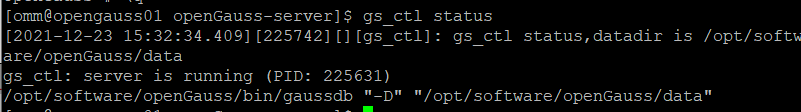 [omm@opengauss01 openGauss-server]$ gs_ctl status
[2021-12-23 15:32:34.409][225742][][gs_ctl]: gs_ctl status,datadir is /opt/softw
are/openGauss/data
gs_ctl: server is running (PID: 225631)
/opt/software/openGauss/bin/gaussdb "-D" "/opt/software/openGauss/data"